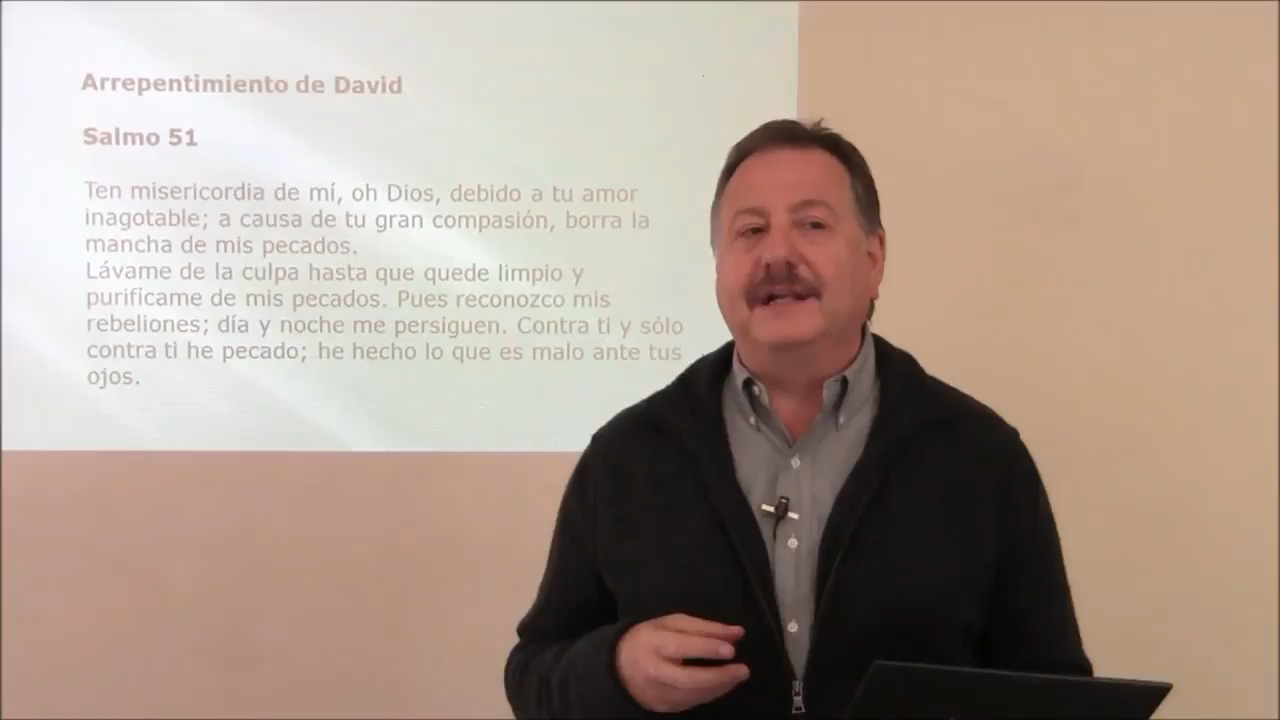 Arrepentimiento de David
Salmo 51
Ten misericordia de mí, oh Dios, debido a tu amor
inagotable; a causa de tu gran compasión, borra la
mancha de mis pecados.
Lávame de la culpa hasta que quede limpio y
purifícame de mis pecados. Pues reconozco mis
rebeliones; día y noche me persiguen. Contra ti y sólo
contra ti he pecado; he hecho lo que es malo ante tus
ojos.